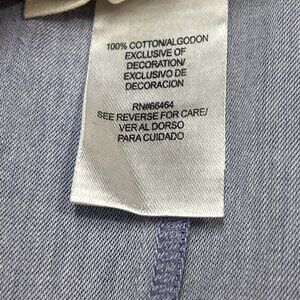 100% COTTON/ALGODON
EXCLUSIVE OF
DECORATION/
EXCLUSIVO DE
DECORACION
RN#66464
SEE REVERSE FOR CARE/
VER AL DORSO
PARA CUIDADO